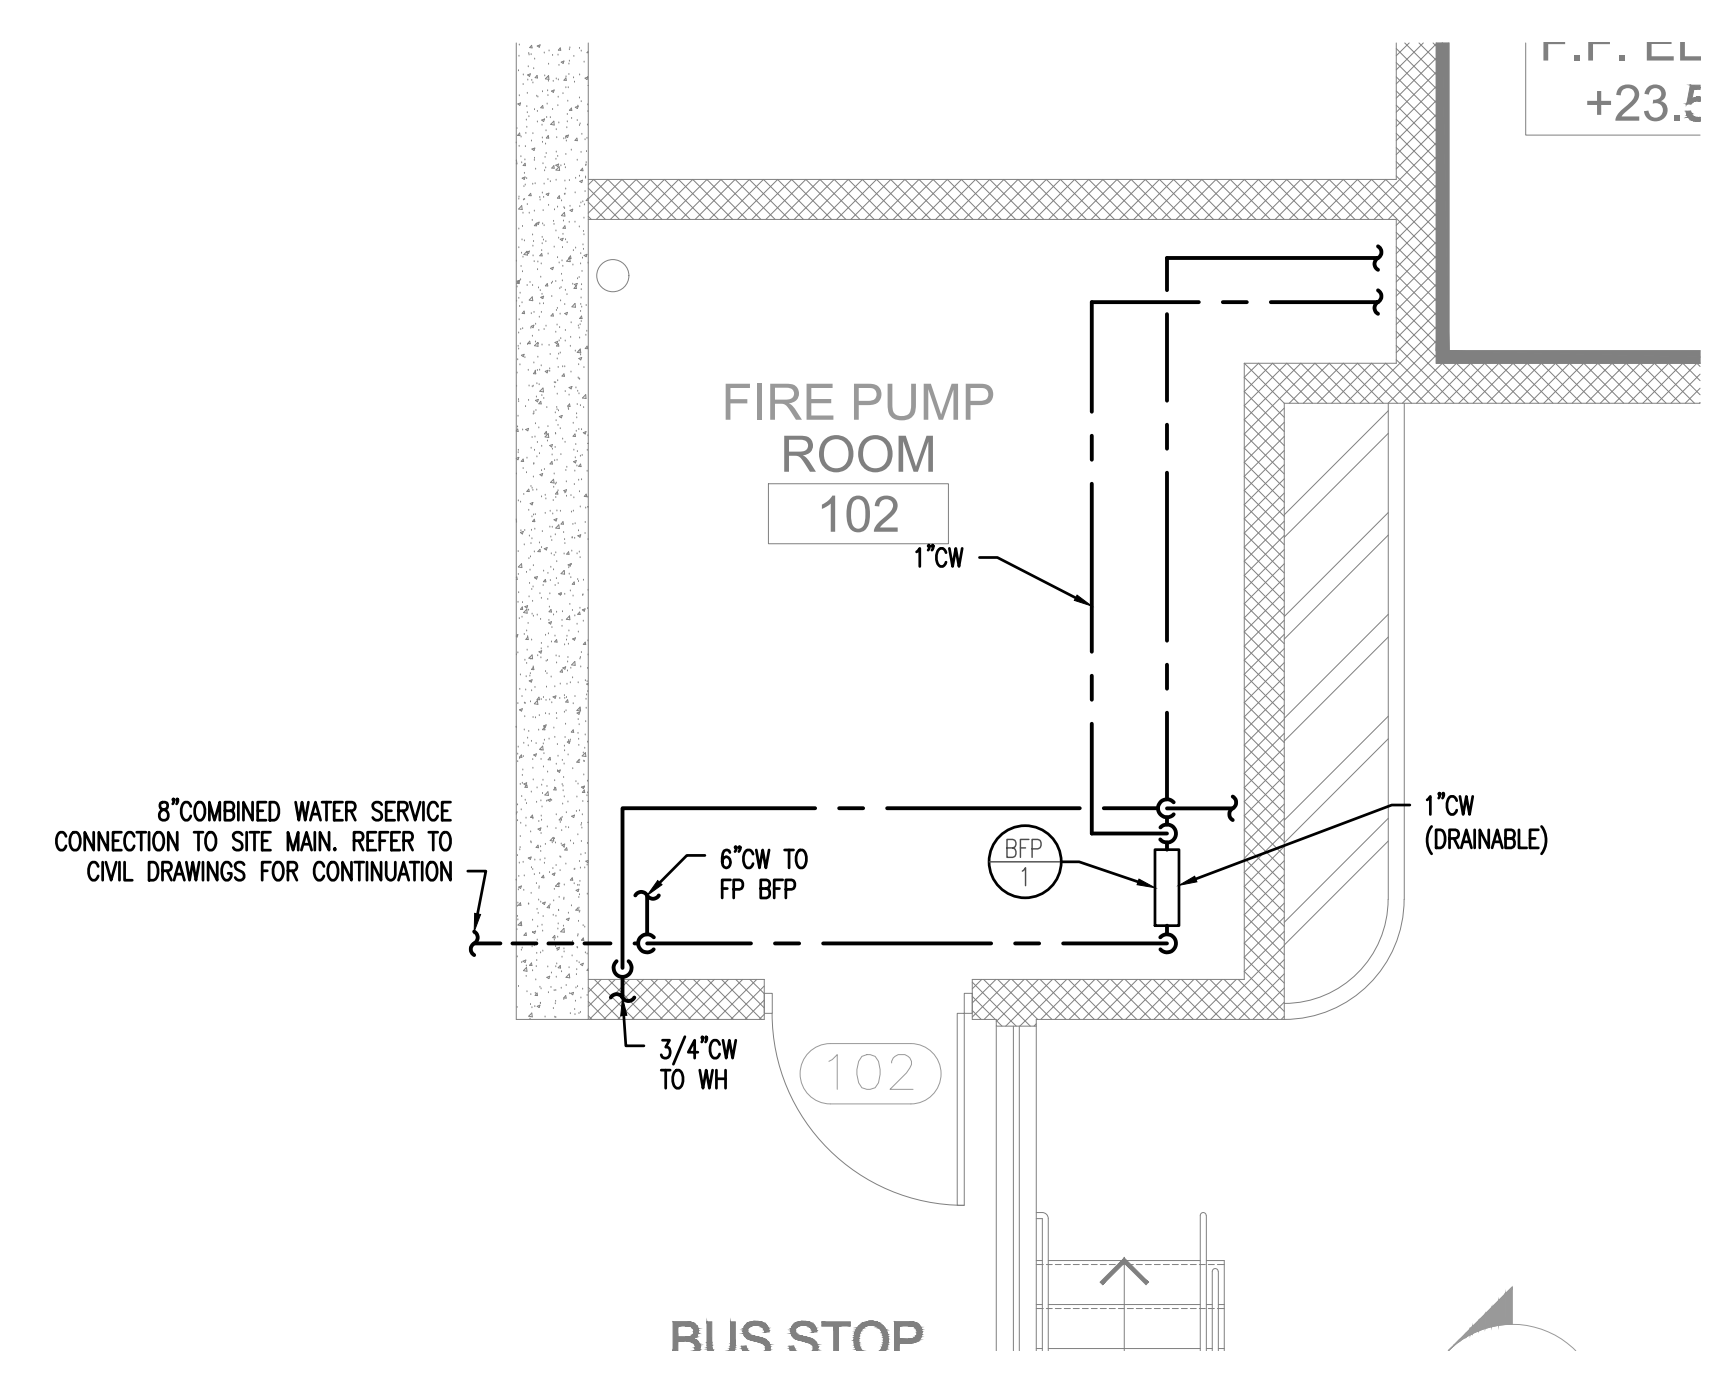 +23.5
FIRE PUMP
ROOM
102
1"CW
8"COMBINED WATER SERVICE
CONNECTION TO SITE MAIN. REFER TO
CIVIL DRAWINGS FOR CONTINUATION
6"CW TO
FP BFP
BFP
1
1"CW
(DRAINABLE)
3/4"CW
TO WH
102
BUS STOP